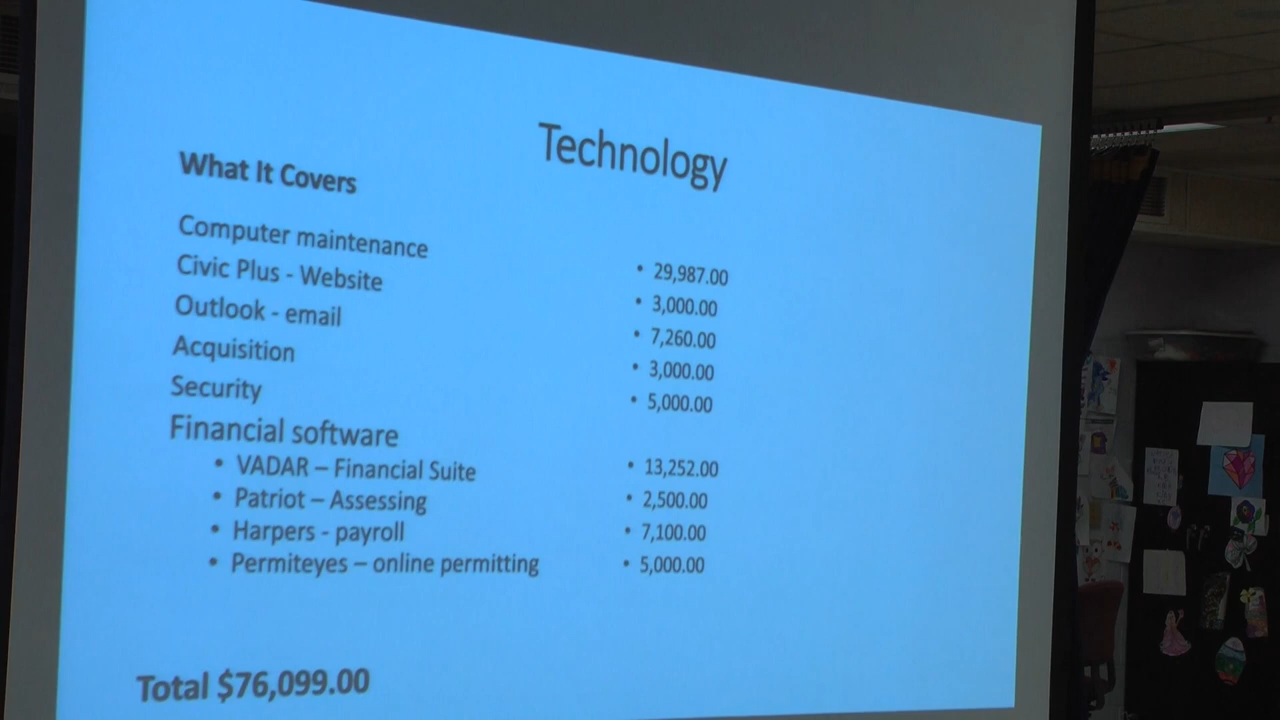 Technology
What It Covers
Computer maintenance
Civic Plus - Website
Outlook - email
Acquisition
Security
Financial software
• VADAR – Financial Suite
• Patriot – Assessing
• Harpers - payroll
• Permiteyes – online permitting
• 29,987.00
• 3,000.00
• 7,260.00
• 3,000.00
• 5,000.00
• 13,252.00
• 2,500.00
• 7,100.00
• 5,000.00
Total $76,099.00